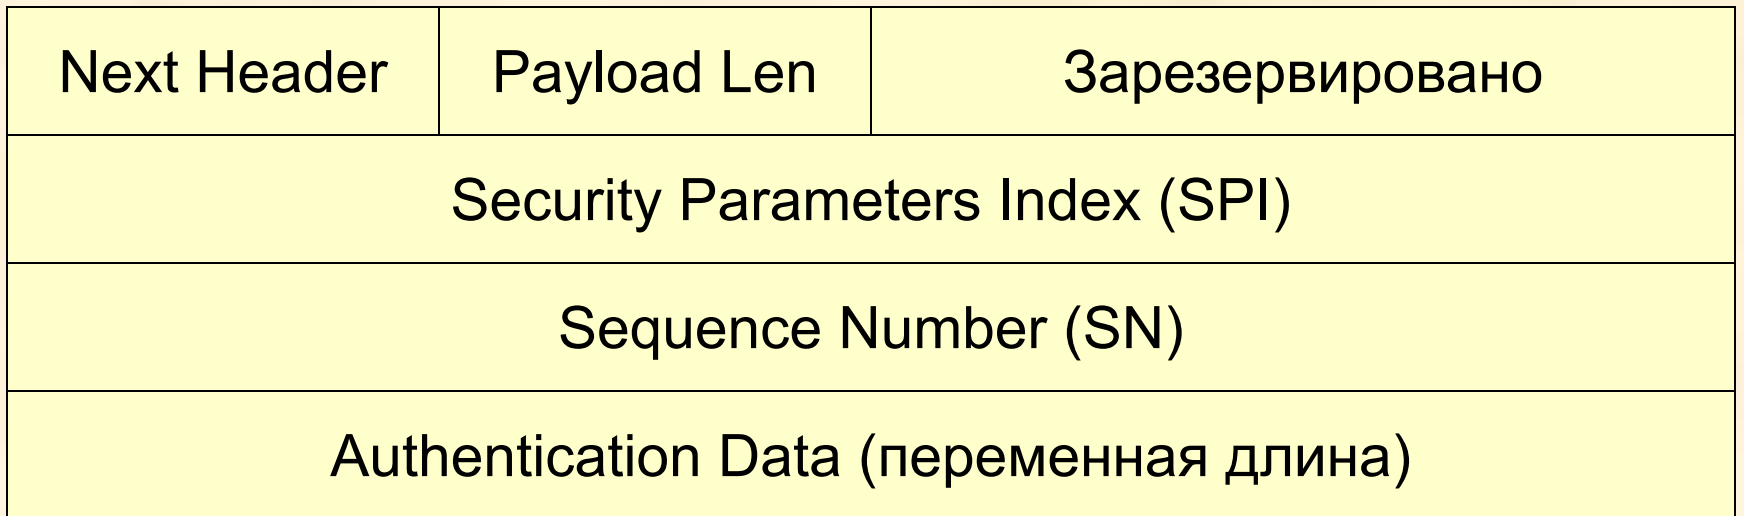 Next Header
Payload Len
Зарезервировано
Security Parameters Index (SPI)
Sequence Number (SN)
Authentication Data (переменная длина)